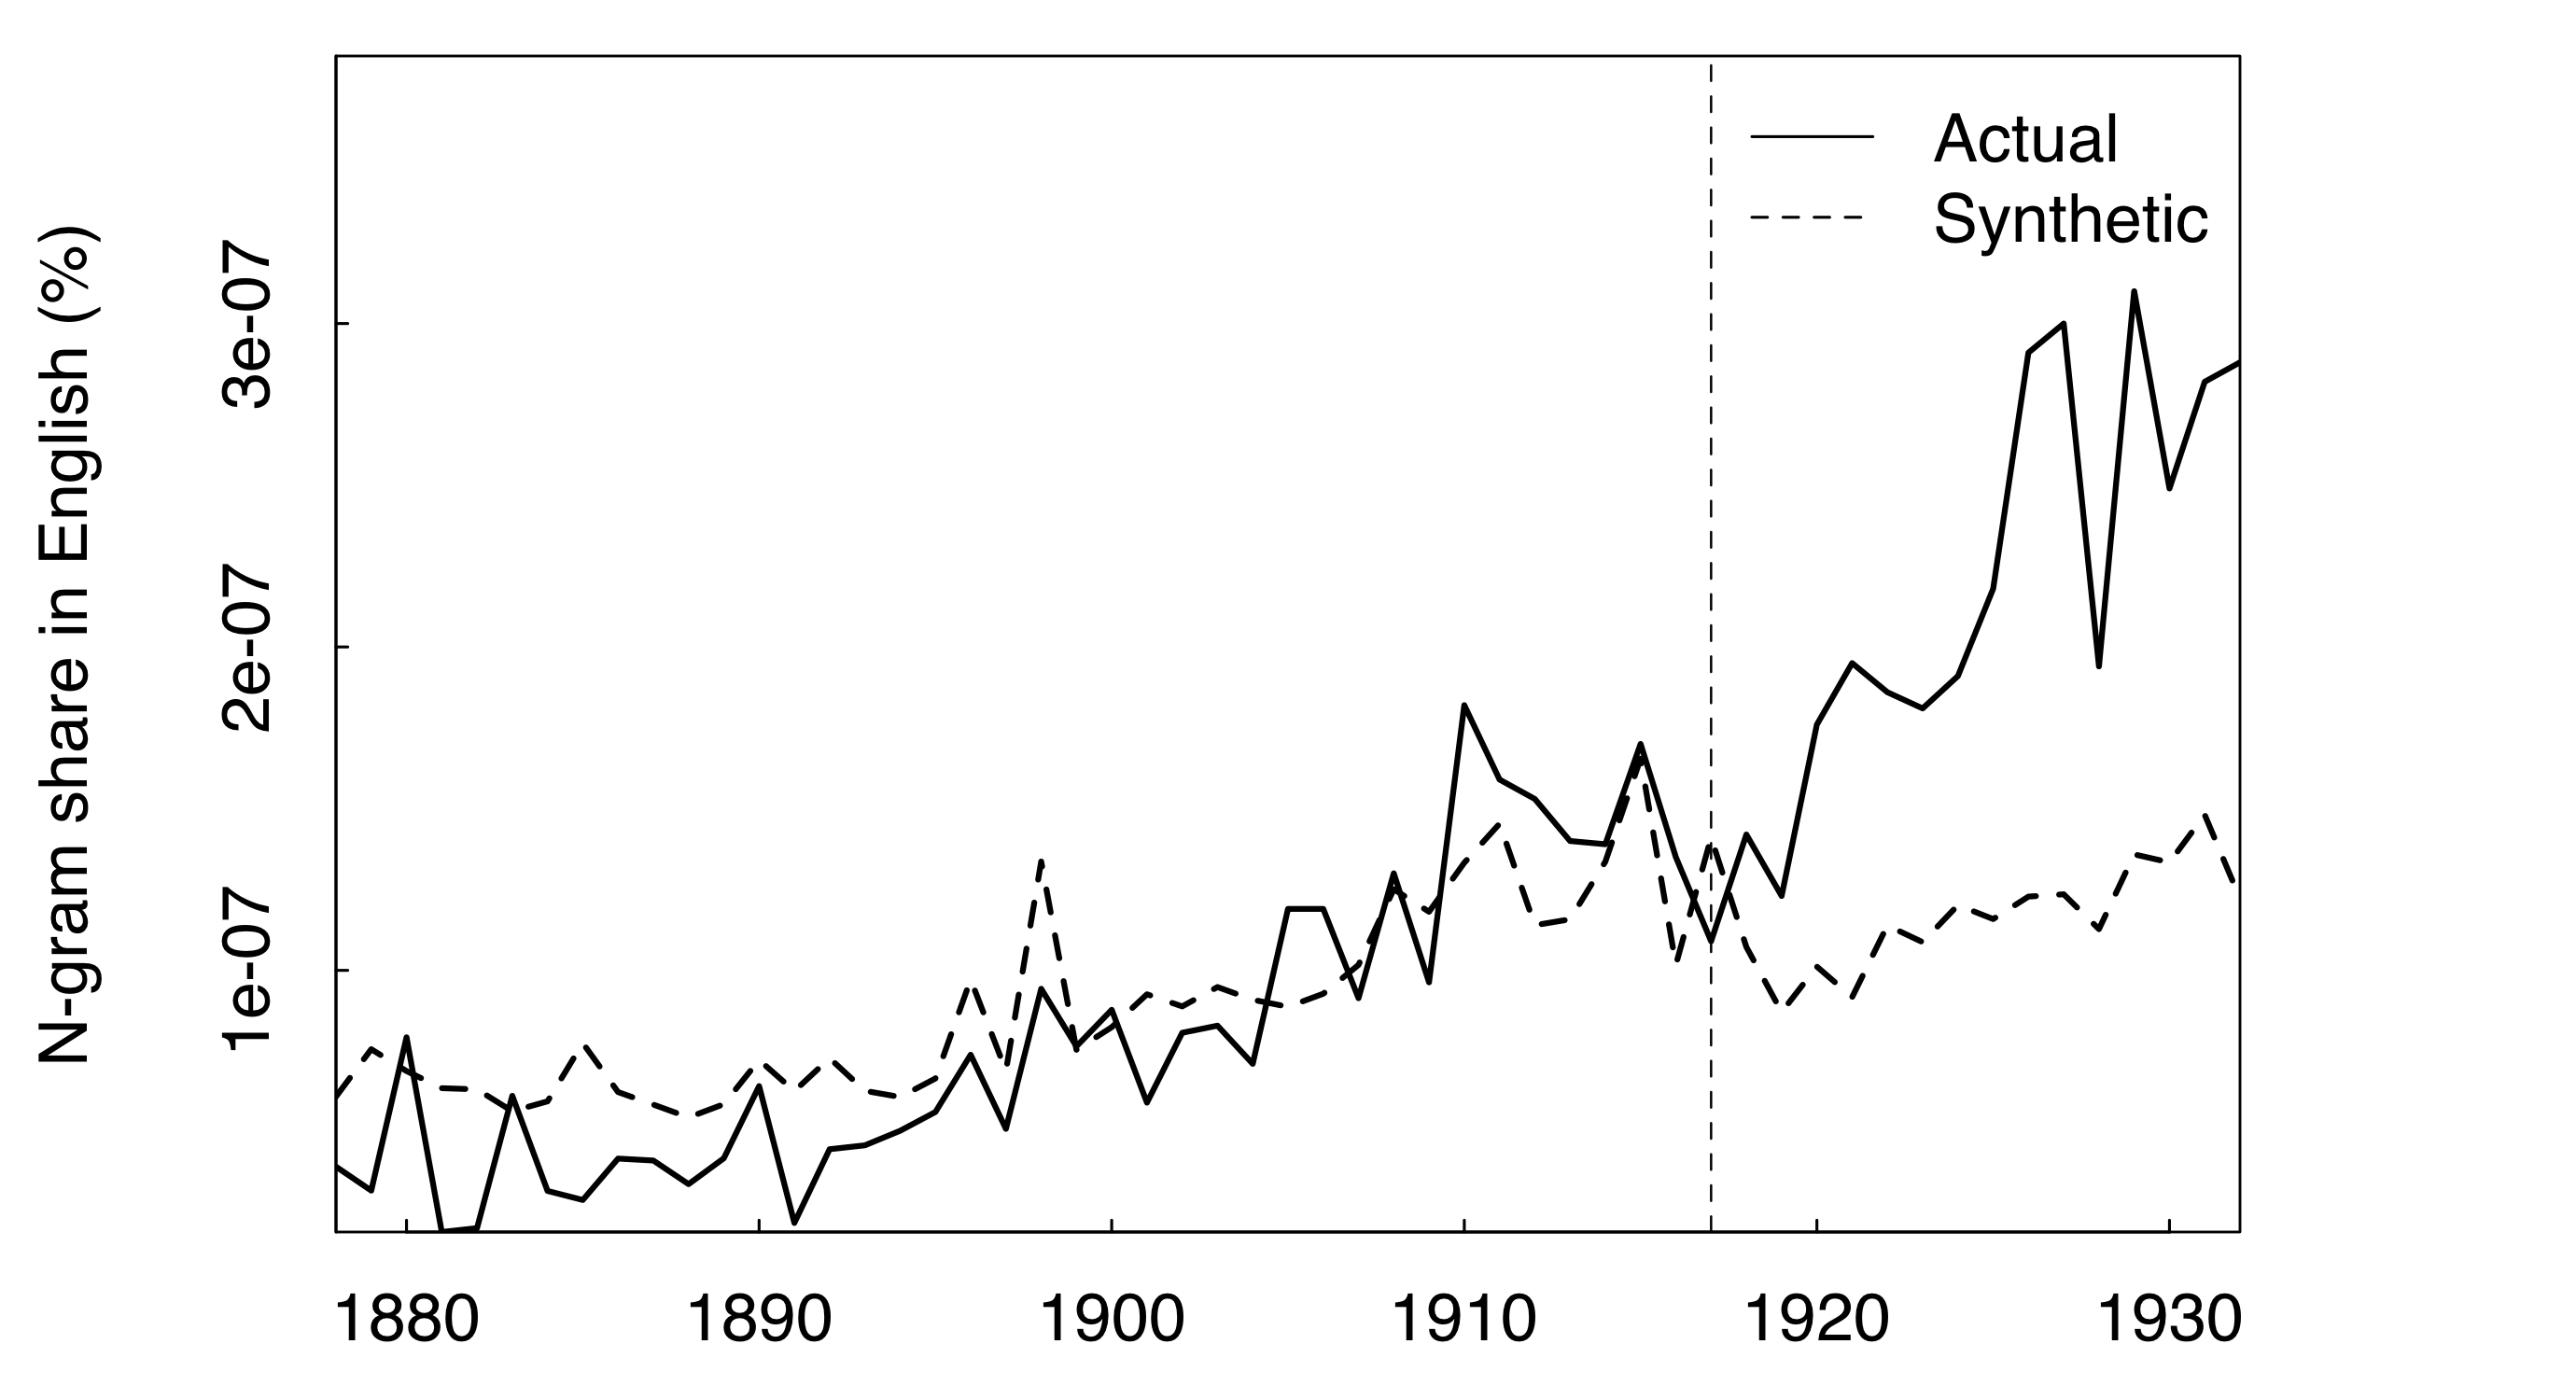 N-gram share in English (%)
3e-07
2e-07
1e-07
Actual
Synthetic
1880 1890 1900 1910 1920 1930